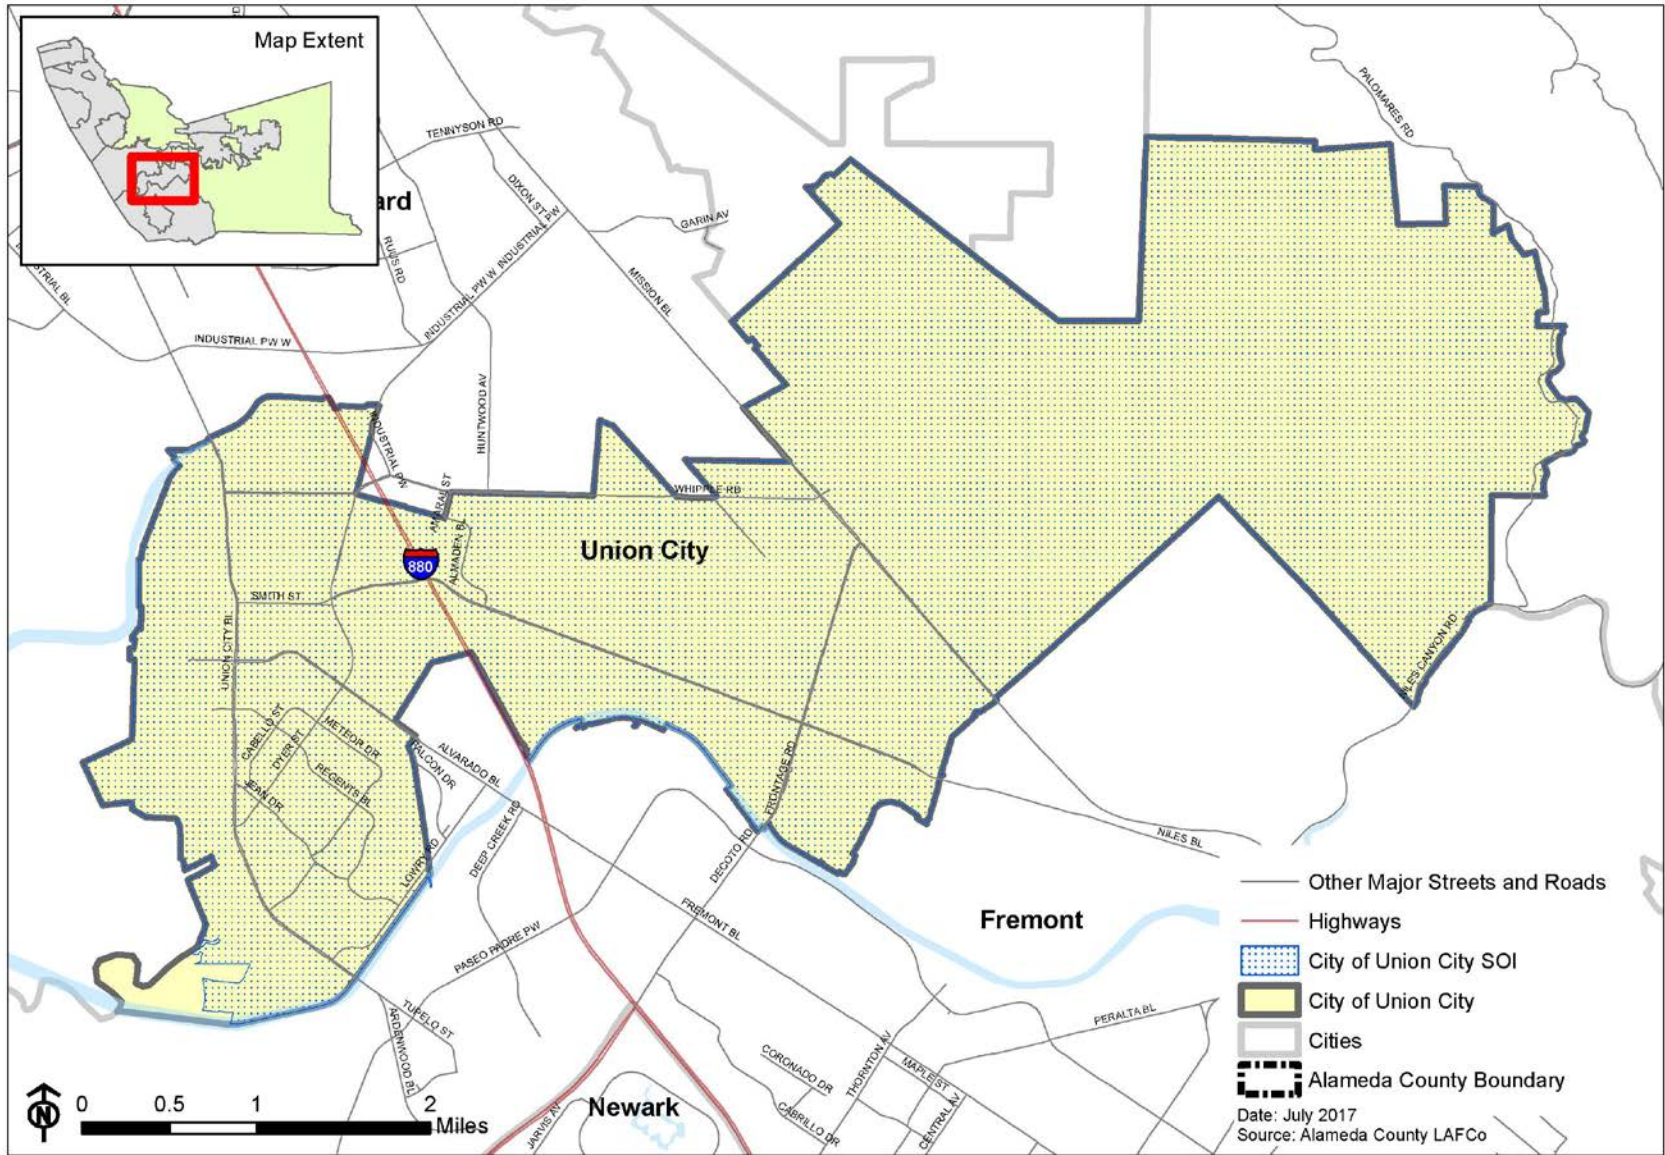 Map Extent
PALOMARES RD
TENNYSON RD
ard
DIXON ST
INDUSTRIAL PW
GARIN AV
RUUS RD
INDUSTRIAL PW W
MISSION BL
STRIAL BL
INDUSTRIAL PW W
HUNTWOOD AV
INDUSTRIAL PW
AMARAL ST
WHIPPLE RD
ALMADEN BL
Union City
880
SMITH ST
UNION CITY BL
NILES CANYON RD
CABELLO ST
DYER ST
METEOR DR
REGENTS BL
JEAN DR
FALCON DR
ALVARADO BL
FRONTAGE RD
LOWRY RD
DEEP CREEK RD
DECOTO RD
NILES BL
FREMONT BL
Fremont
PASEO PADRE PW
TUPELO ST
ARDENWOOD BL
PERALTA BL
CORONADO DR
THORNTON AV
MAPLE ST
CABRILLO DR
CENTRAL AV
JARVIS AV
Newark
N
0 0.5 1 2
Miles
Other Major Streets and Roads
Highways
City of Union City SOI
City of Union City
Cities
Alameda County Boundary
Date: July 2017
Source: Alameda County LAFCo